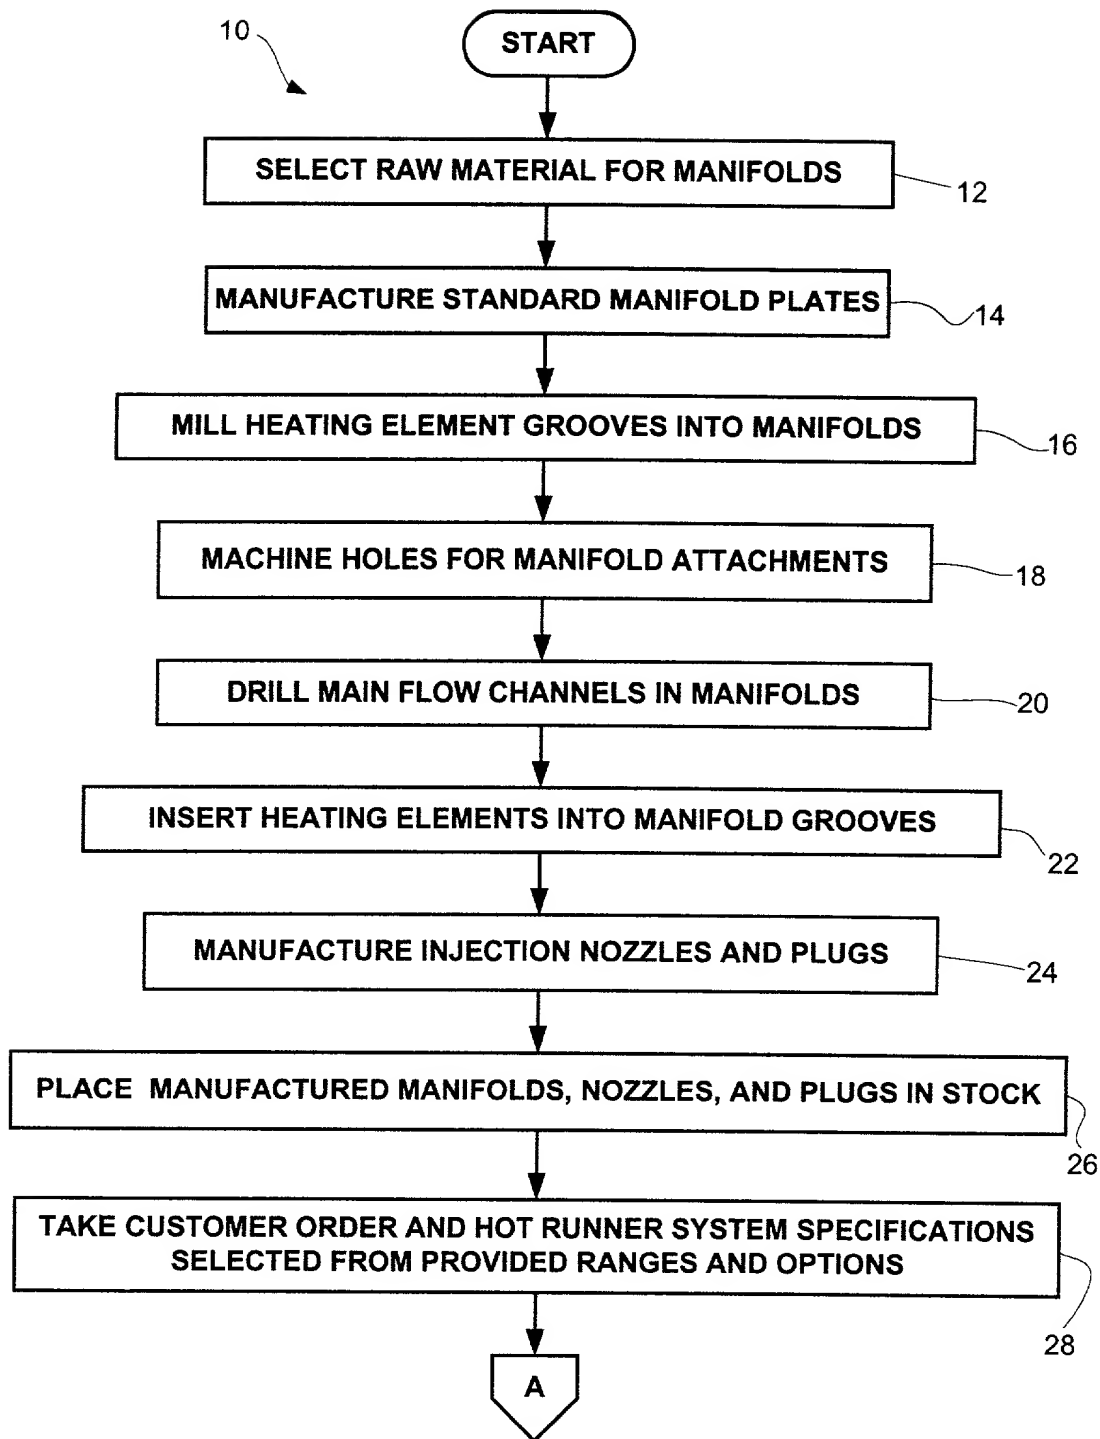 10
START
SELECT RAW MATERIAL FOR MANIFOLDS
12
MANUFACTURE STANDARD MANIFOLD PLATES
14
MILL HEATING ELEMENT GROOVES INTO MANIFOLDS
16
MACHINE HOLES FOR MANIFOLD ATTACHMENTS
18
DRILL MAIN FLOW CHANNELS IN MANIFOLDS
20
INSERT HEATING ELEMENTS INTO MANIFOLD GROOVES
22
MANUFACTURE INJECTION NOZZLES AND PLUGS
24
PLACE MANUFACTURED MANIFOLDS, NOZZLES, AND PLUGS IN STOCK
26
TAKE CUSTOMER ORDER AND HOT RUNNER SYSTEM SPECIFICATIONS
SELECTED FROM PROVIDED RANGES AND OPTIONS
28
A